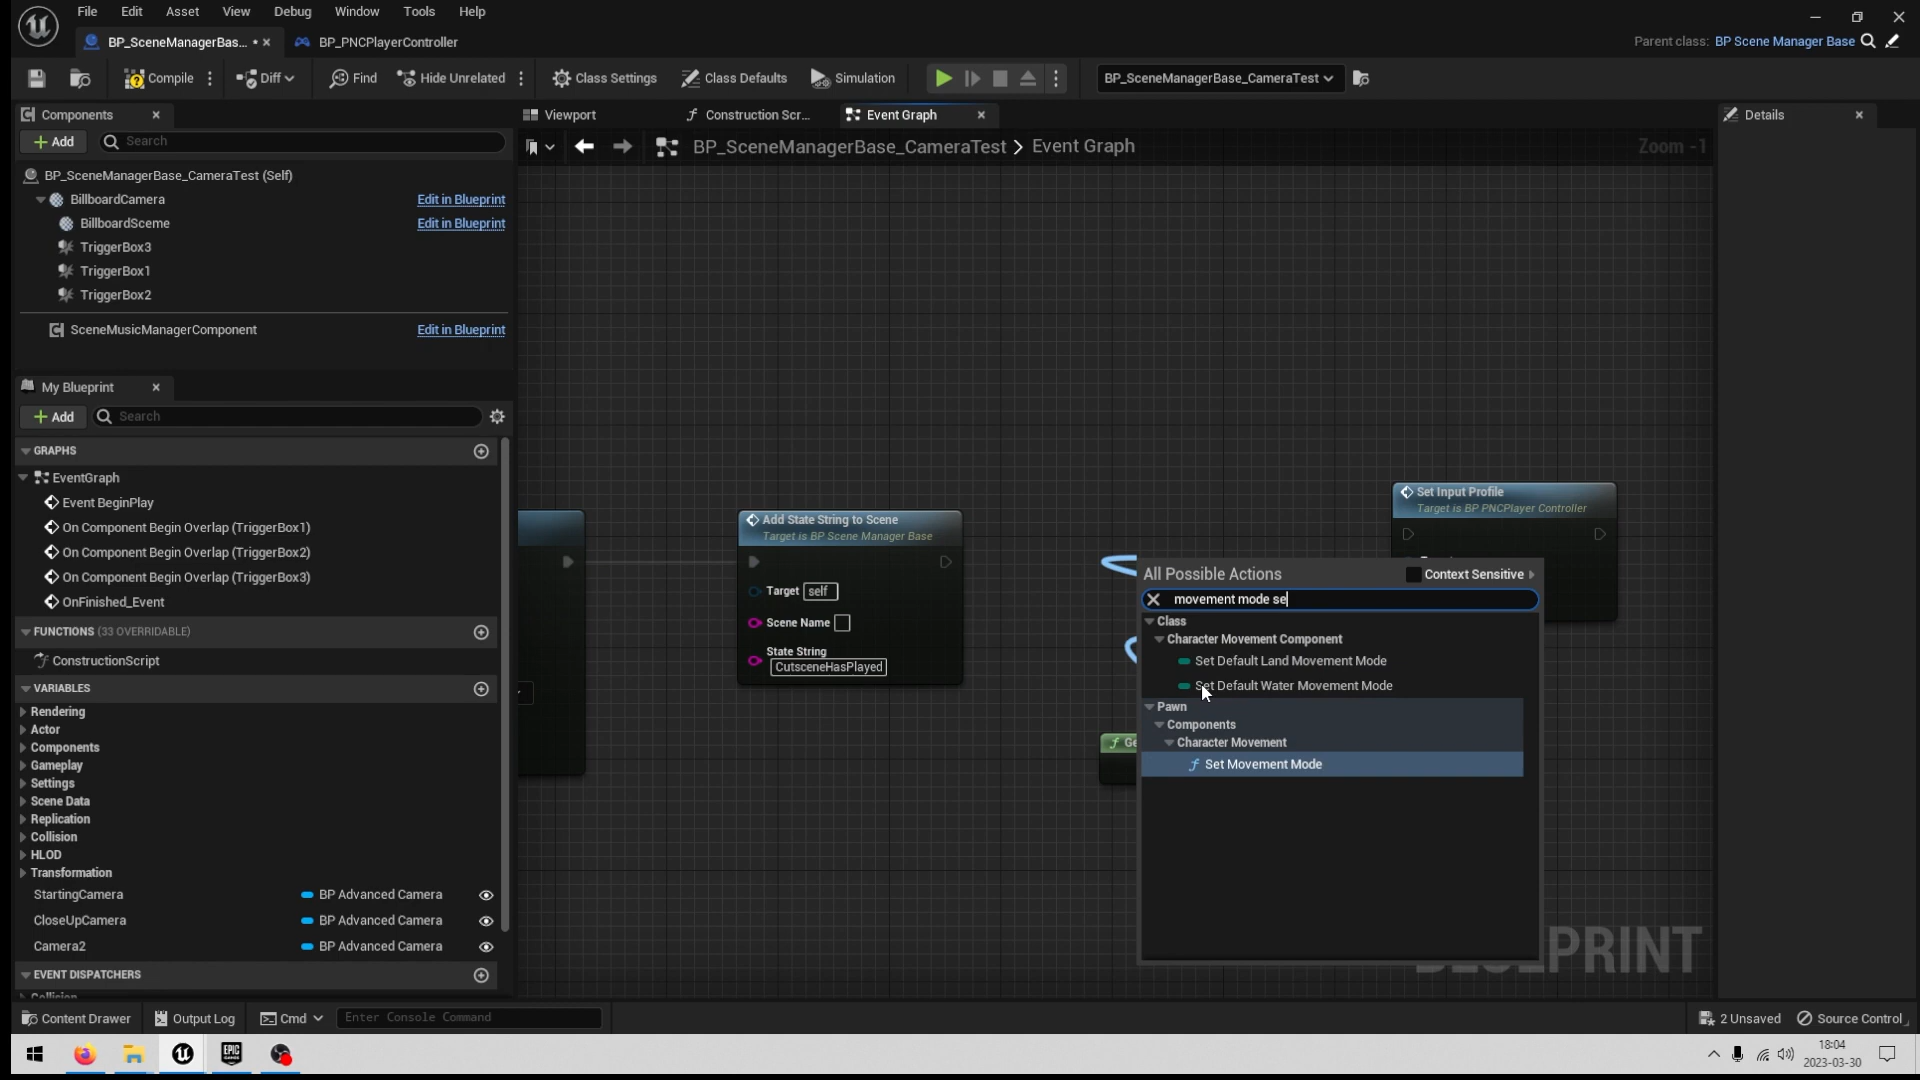 File Edit Asset View Debug Window Tools Help
BP_SceneManagerBas... •
BP_PNCPlayerController
Parent class: BP Scene Manager Base
Compile
Diff
Find
Hide Unrelated
Class Settings
Class Defaults
Simulation
BP_SceneManagerBase_CameraTest
Components
Viewport
Construction Scr...
Event Graph
Details
+ Add
Search
BP_SceneManagerBase_CameraTest > Event Graph
Zoom -1
BP_SceneManagerBase_CameraTest (Self)
BillboardCamera Edit in Blueprint
BillboardSceme Edit in Blueprint
TriggerBox3
TriggerBox1
TriggerBox2
SceneMusicManagerComponent Edit in Blueprint
My Blueprint
+ Add
Search
GRAPHS
EventGraph
Event BeginPlay
On Component Begin Overlap (TriggerBox1)
On Component Begin Overlap (TriggerBox2)
On Component Begin Overlap (TriggerBox3)
OnFinished_Event
FUNCTIONS (33 OVERRIDABLE)
ConstructionScript
VARIABLES
Rendering
Actor
Components
Gameplay
Settings
Scene Data
Replication
Collision
HLOD
Transformation
StartingCamera BP Advanced Camera
CloseUpCamera BP Advanced Camera
Camera2 BP Advanced Camera
EVENT DISPATCHERS
Collision
Add State String to Scene
Target is BP Scene Manager Base
Target self
Scene Name
State String
CutsceneHasPlayed
Set Input Profile
Target is BP PNCPlayer Controller
All Possible Actions
Context Sensitive
movement mode se
Class
Character Movement Component
Set Default Land Movement Mode
Set Default Water Movement Mode
Pawn
Components
Character Movement
Set Movement Mode
Content Drawer
Output Log
Cmd
Enter Console Command
2 Unsaved
Source Control
18:04
2023-03-30